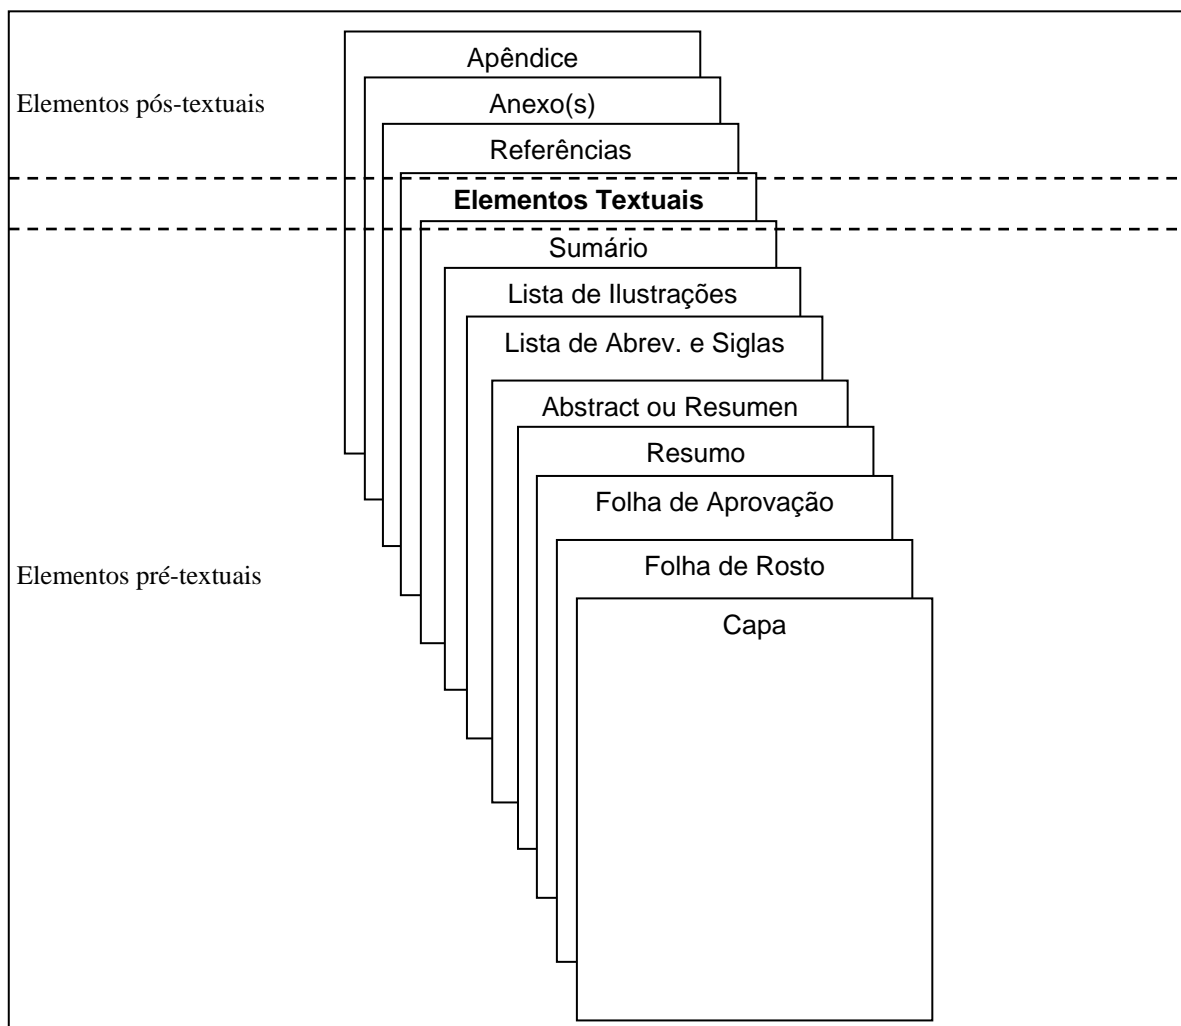 Apêndice
Elementos pós-textuais
Anexo(s)
Referências
Elementos Textuais
Sumário
Lista de Ilustrações
Lista de Abrev. e Siglas
Abstract ou Resumen
Resumo
Folha de Aprovação
Elementos pré-textuais
Folha de Rosto
Capa